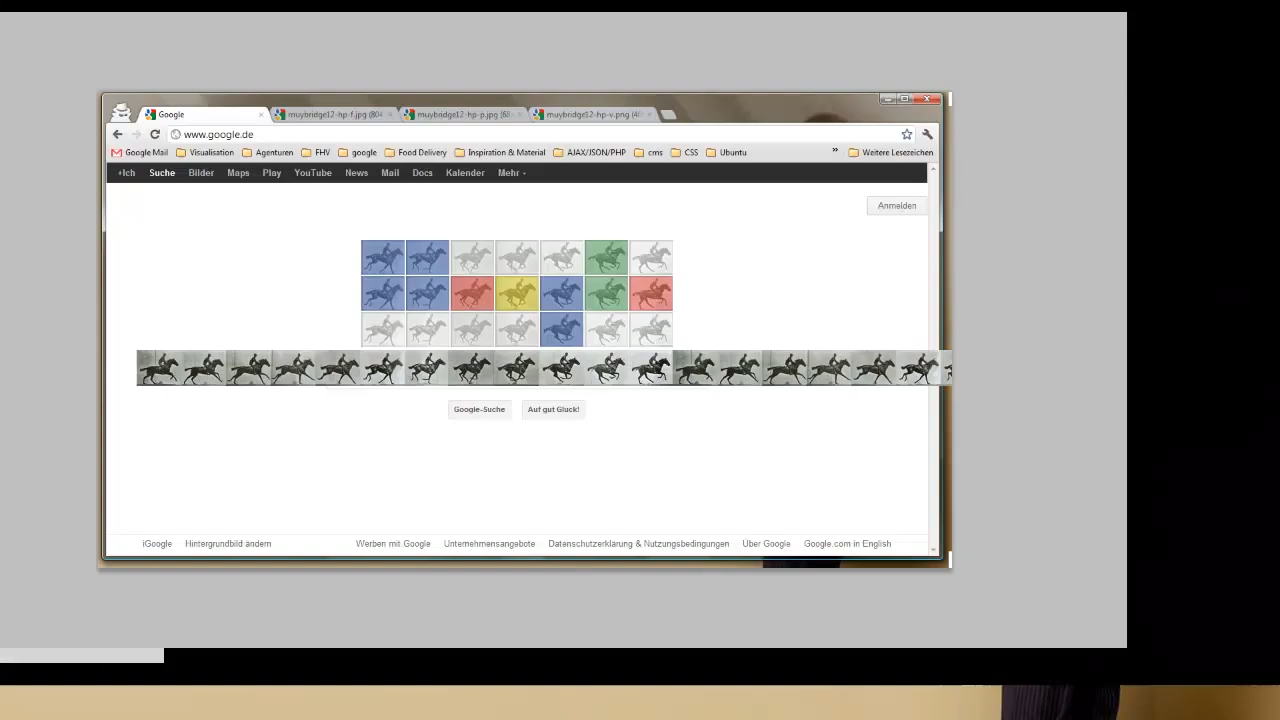 Google
muybridge12-hp-f.jpg (804
muybridge12-hp-p.jpg (68
muybridge12-hp-v.png (46
www.google.de
Google Mail Visualisation Agenturen FHV google Food Delivery Inspiration & Material AJAX/JSON/PHP cms CSS Ubuntu » Weitere Lesezeichen
+Ich Suche Bilder Maps Play YouTube News Mail Docs Kalender Mehr
Anmelden
Google-Suche Auf gut Glück!
iGoogle Hintergrundbild ändern Werben mit Google Unternehmensangebote Datenschutzerklärung & Nutzungsbedingungen Über Google Google.com in English